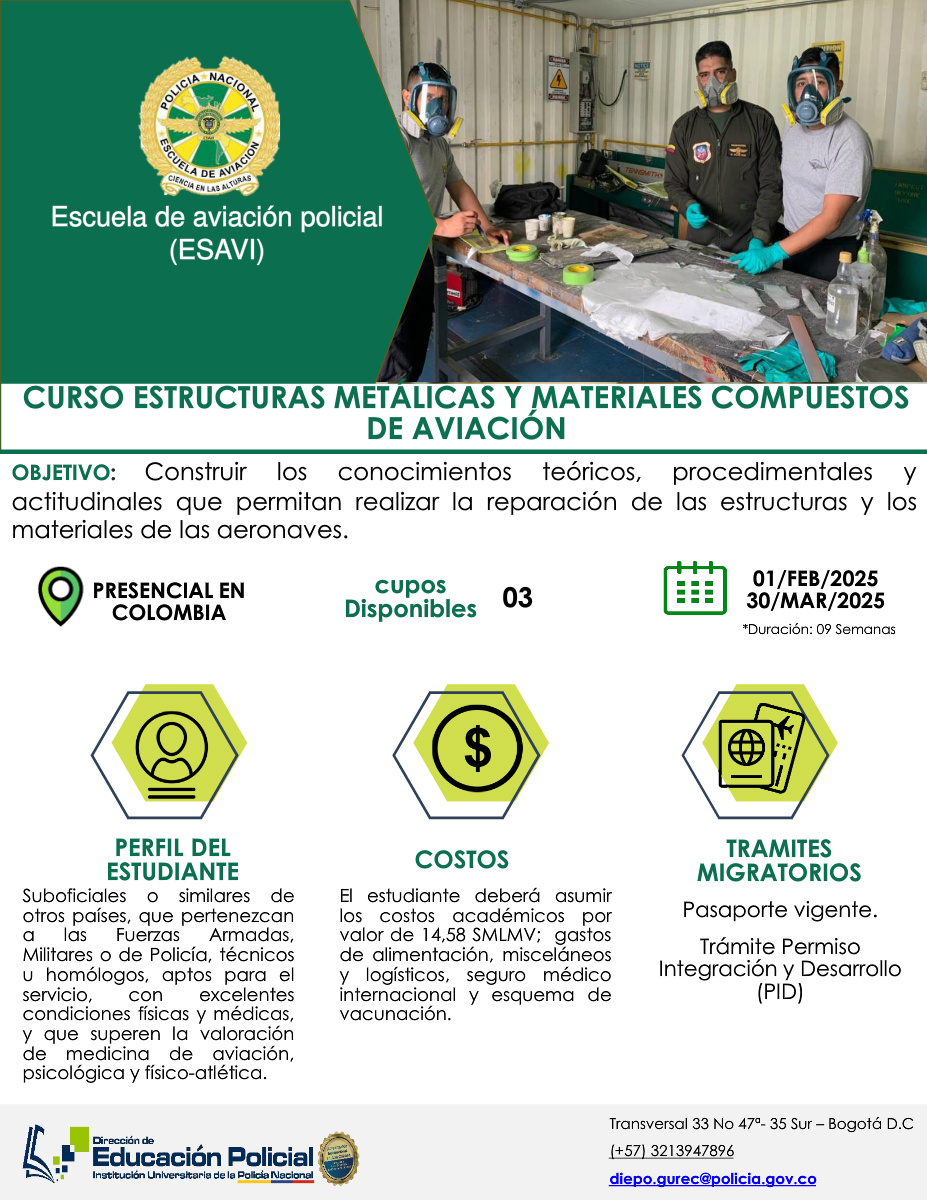 POLICIA NACIONAL
ESCUELA DE AVIACIÓN
CIENCIA EN LAS ALTURAS
Escuela de aviación policial
(ESAVI)
CURSO ESTRUCTURAS METÁLICAS Y MATERIALES COMPUESTOS
DE AVIACIÓN
OBJETIVO: Construir los conocimientos teóricos, procedimentales y
actitudinales que permitan realizar la reparación de las estructuras y los
materiales de las aeronaves.
PRESENCIAL EN
COLOMBIA
cupos
Disponibles
03
01/FEB/2025
30/MAR/2025
*Duración: 09 Semanas
$
PERFIL DEL
ESTUDIANTE
Suboficiales o similares de
otros países, que pertenezcan
a las Fuerzas Armadas,
Militares o de Policía, técnicos
u homólogos, aptos para el
servicio, con excelentes
condiciones físicas y médicas,
y que superen la valoración
de medicina de aviación,
psicológica y físico-atlética.
COSTOS
El estudiante deberá asumir
los costos académicos por
valor de 14,58 SMLMV; gastos
de alimentación, misceláneos
y logísticos, seguro médico
internacional y esquema de
vacunación.
TRAMITES
MIGRATORIOS
Pasaporte vigente.
Trámite Permiso
Integración y Desarrollo
(PID)
Dirección de
Educación Policial
Institución Universitaria de la Policía Nacional
Transversal 33 No 47ª- 35 Sur – Bogotá D.C
(+57) 3213947896
diepo.gurec@policia.gov.co